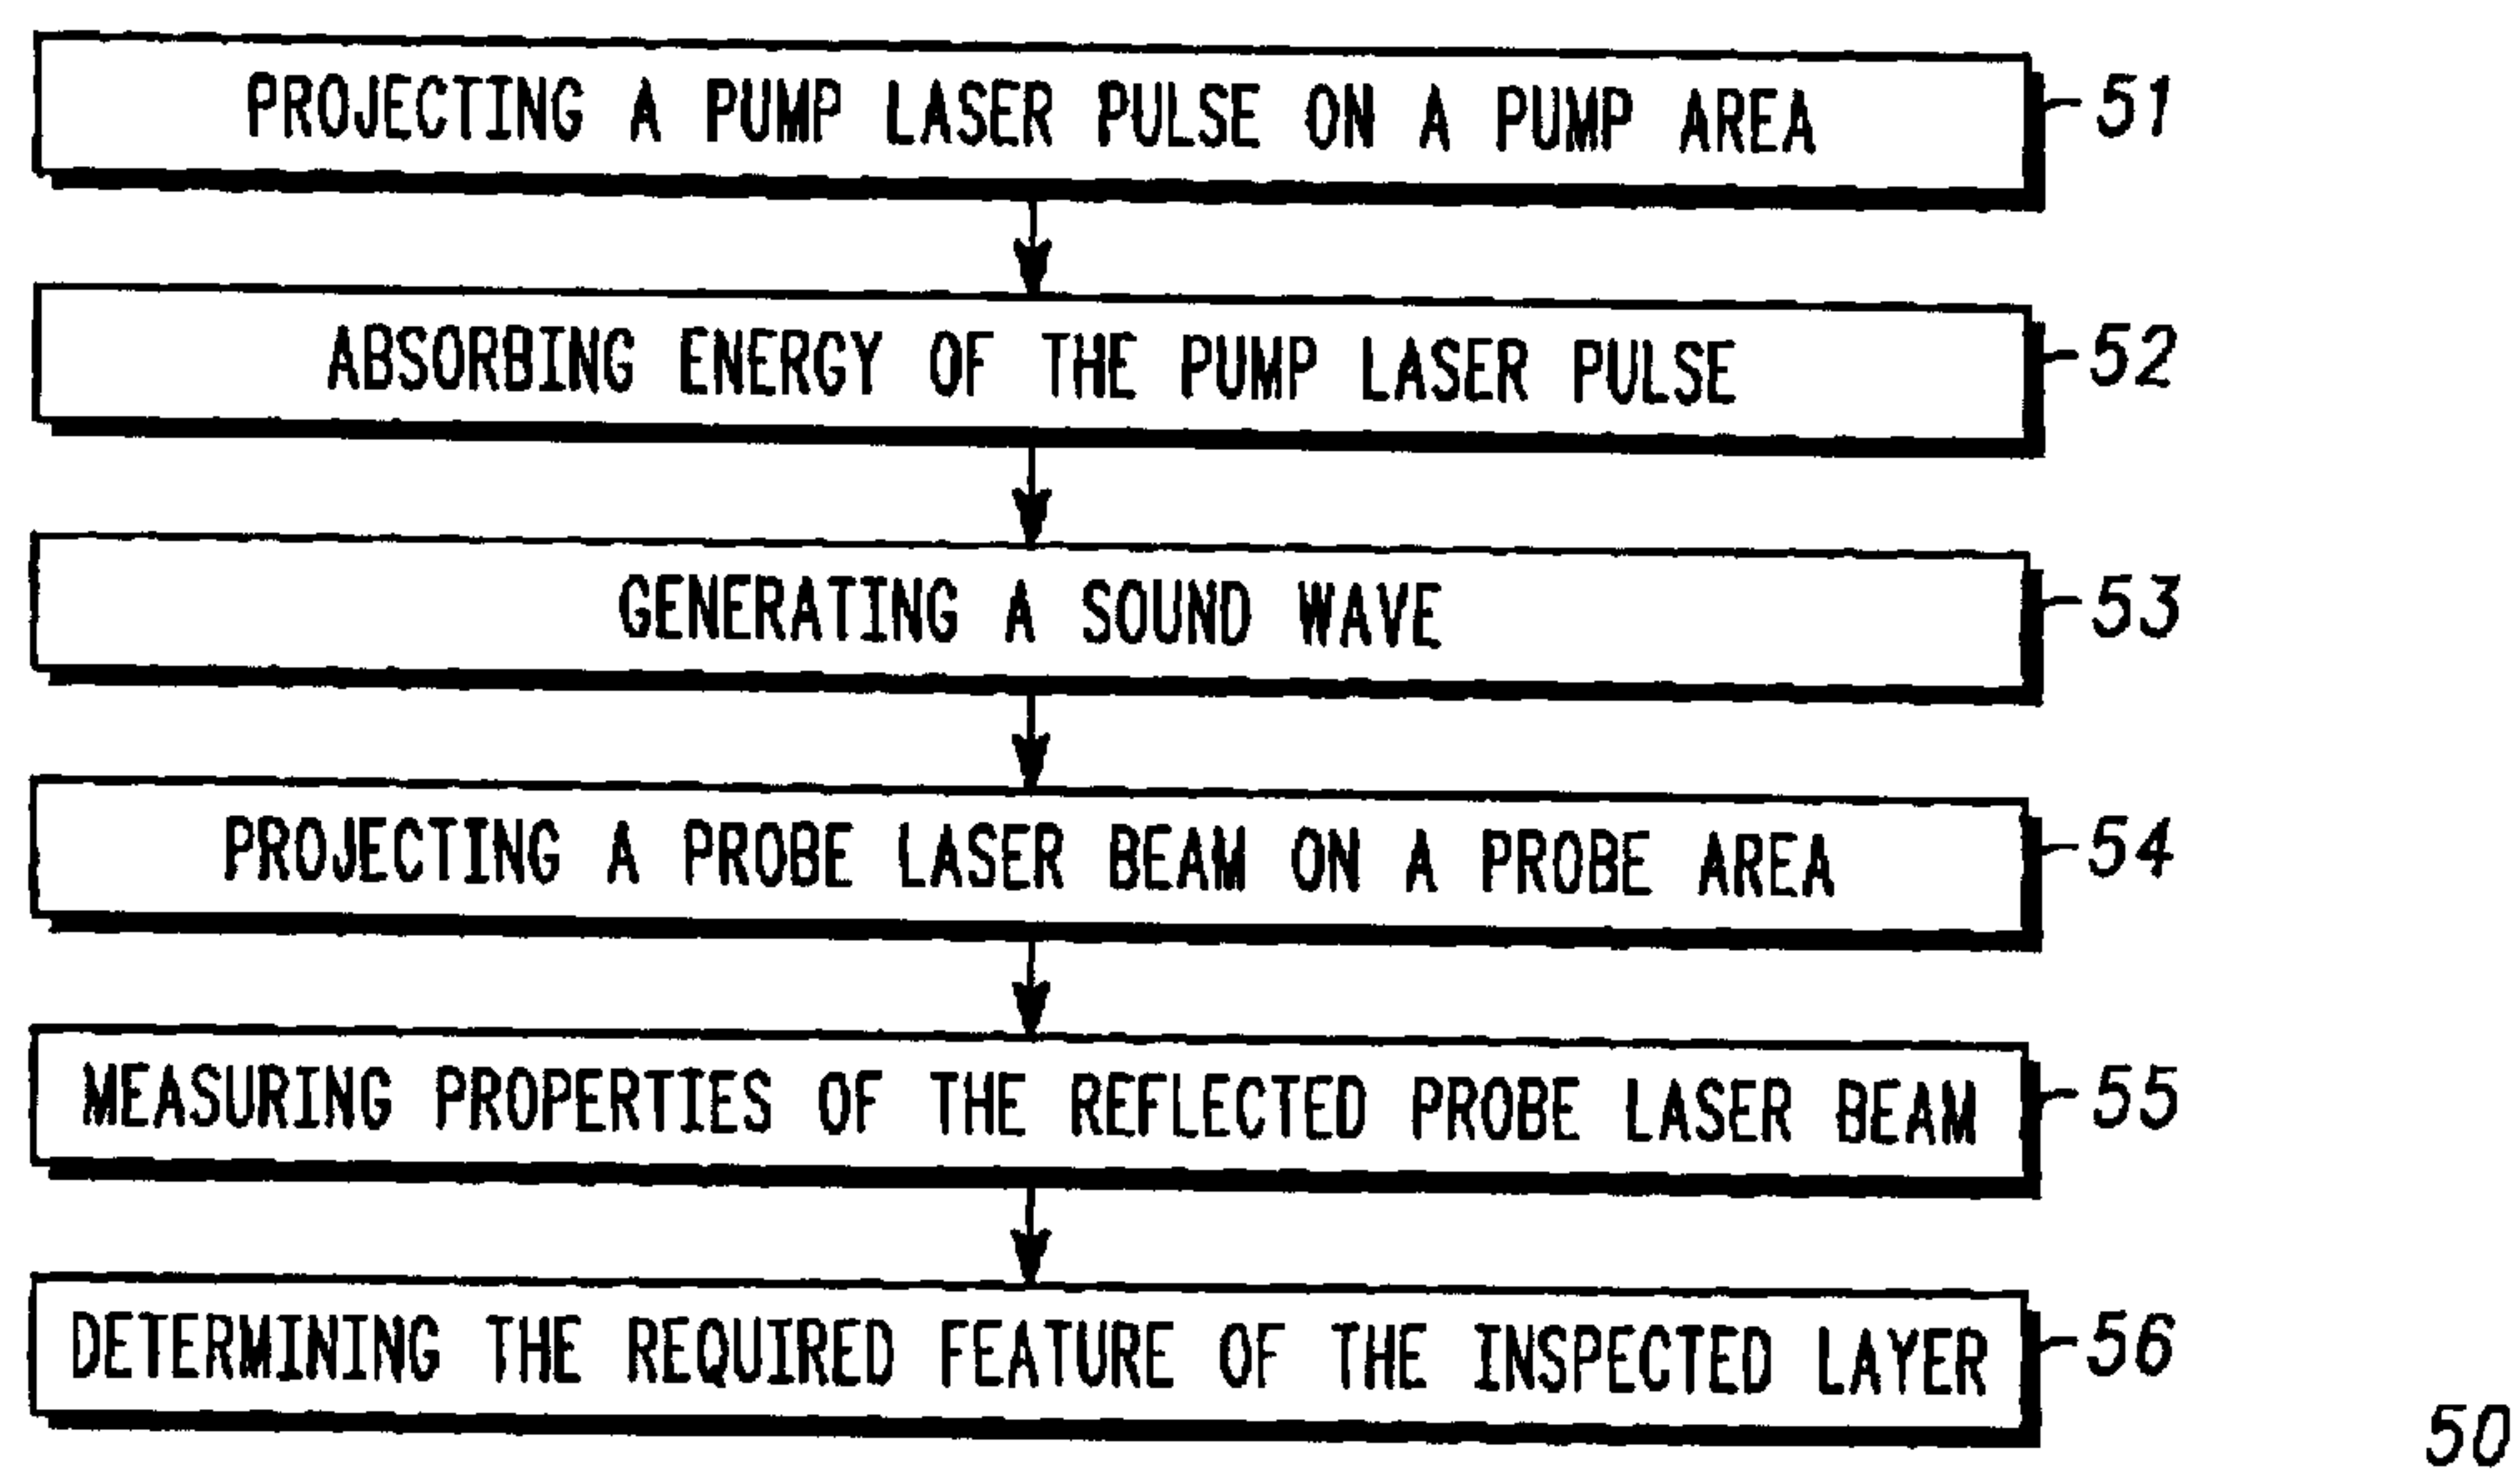 PROJECTING A PUMP LASER PULSE ON A PUMP AREA 51
ABSORBING ENERGY OF THE PUMP LASER PULSE 52
GENERATING A SOUND WAVE 53
PROJECTING A PROBE LASER BEAM ON A PROBE AREA 54
MEASURING PROPERTIES OF THE REFLECTED PROBE LASER BEAM 55
DETERMINING THE REQUIRED FEATURE OF THE INSPECTED LAYER 56
50